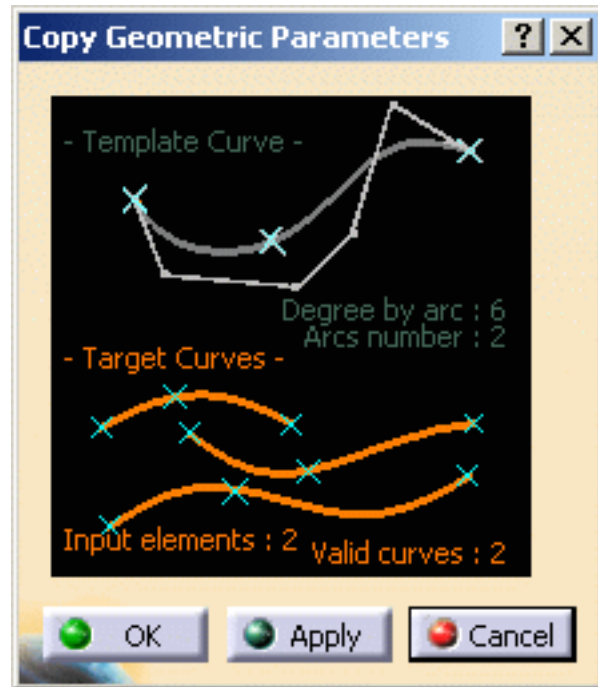 Copy Geometric Parameters
- Template Curve -
Degree by arc : 6
Arcs number : 2
- Target Curves -
Input elements : 2
Valid curves : 2
OK
Apply
Cancel